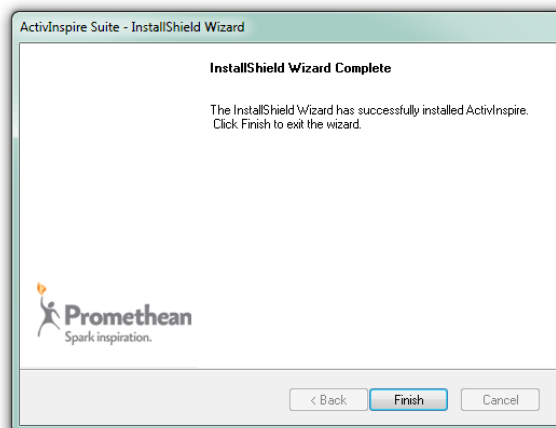 ActivInspire Suite - InstallShield Wizard
InstallShield Wizard Complete
The InstallShield Wizard has successfully installed ActivInspire.
Click Finish to exit the wizard.
Promethean
Spark inspiration.
< Back Finish Cancel